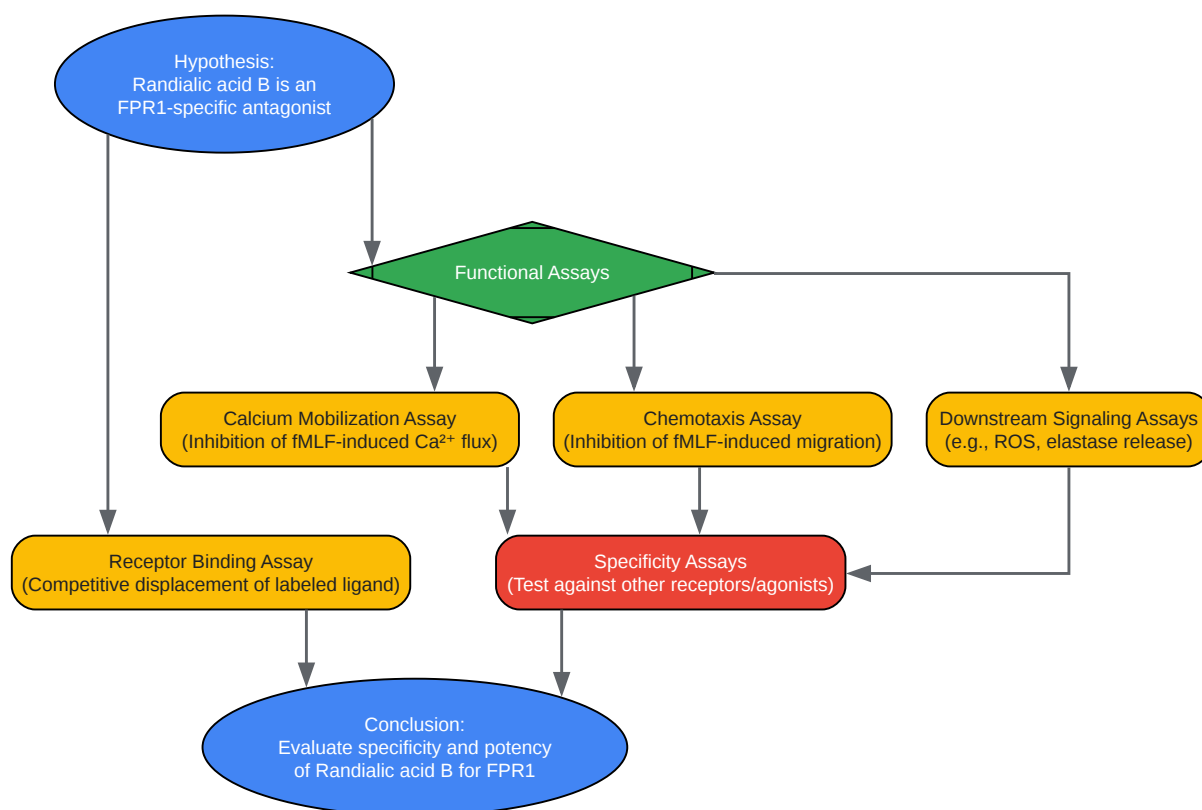 Hypothesis:
Randialic acid B is an
FPR1-specific antagonist
Functional Assays
Calcium Mobilization Assay
(Inhibition of fMLF-induced Ca²⁺ flux)
Chemotaxis Assay
(Inhibition of fMLF-induced migration)
Downstream Signaling Assays
(e.g., ROS, elastase release)
Receptor Binding Assay
(Competitive displacement of labeled ligand)
Specificity Assays
(Test against other receptors/agonists)
Conclusion:
Evaluate specificity and potency
of Randialic acid B for FPR1